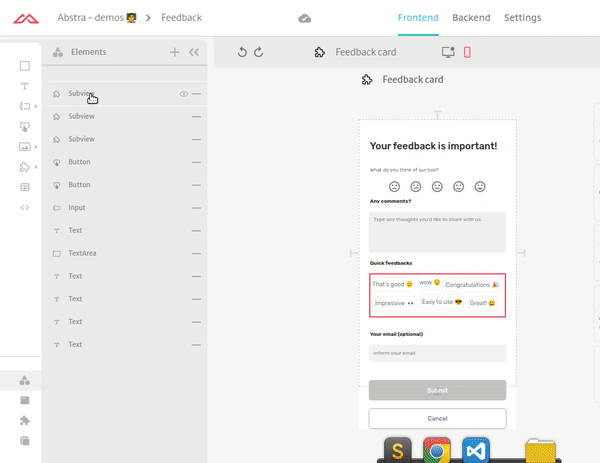 Abstra – demos 🧑‍🏫 > Feedback
Frontend
Backend
Settings
Elements
Subview
Subview
Subview
Button
Button
Input
Text
TextArea
Text
Text
Text
Text
Feedback card
Feedback card
Your feedback is important!
What do you think of our tool?
Any comments?
Type any thoughts you'd like to share with us.
Quick feedbacks
That's good 🙂 wow 😯 Congratulations 🎉
Impressive 👀 Easy to use 😎 Great! 😃
Your email (optional)
Inform your email
Submit
Cancel